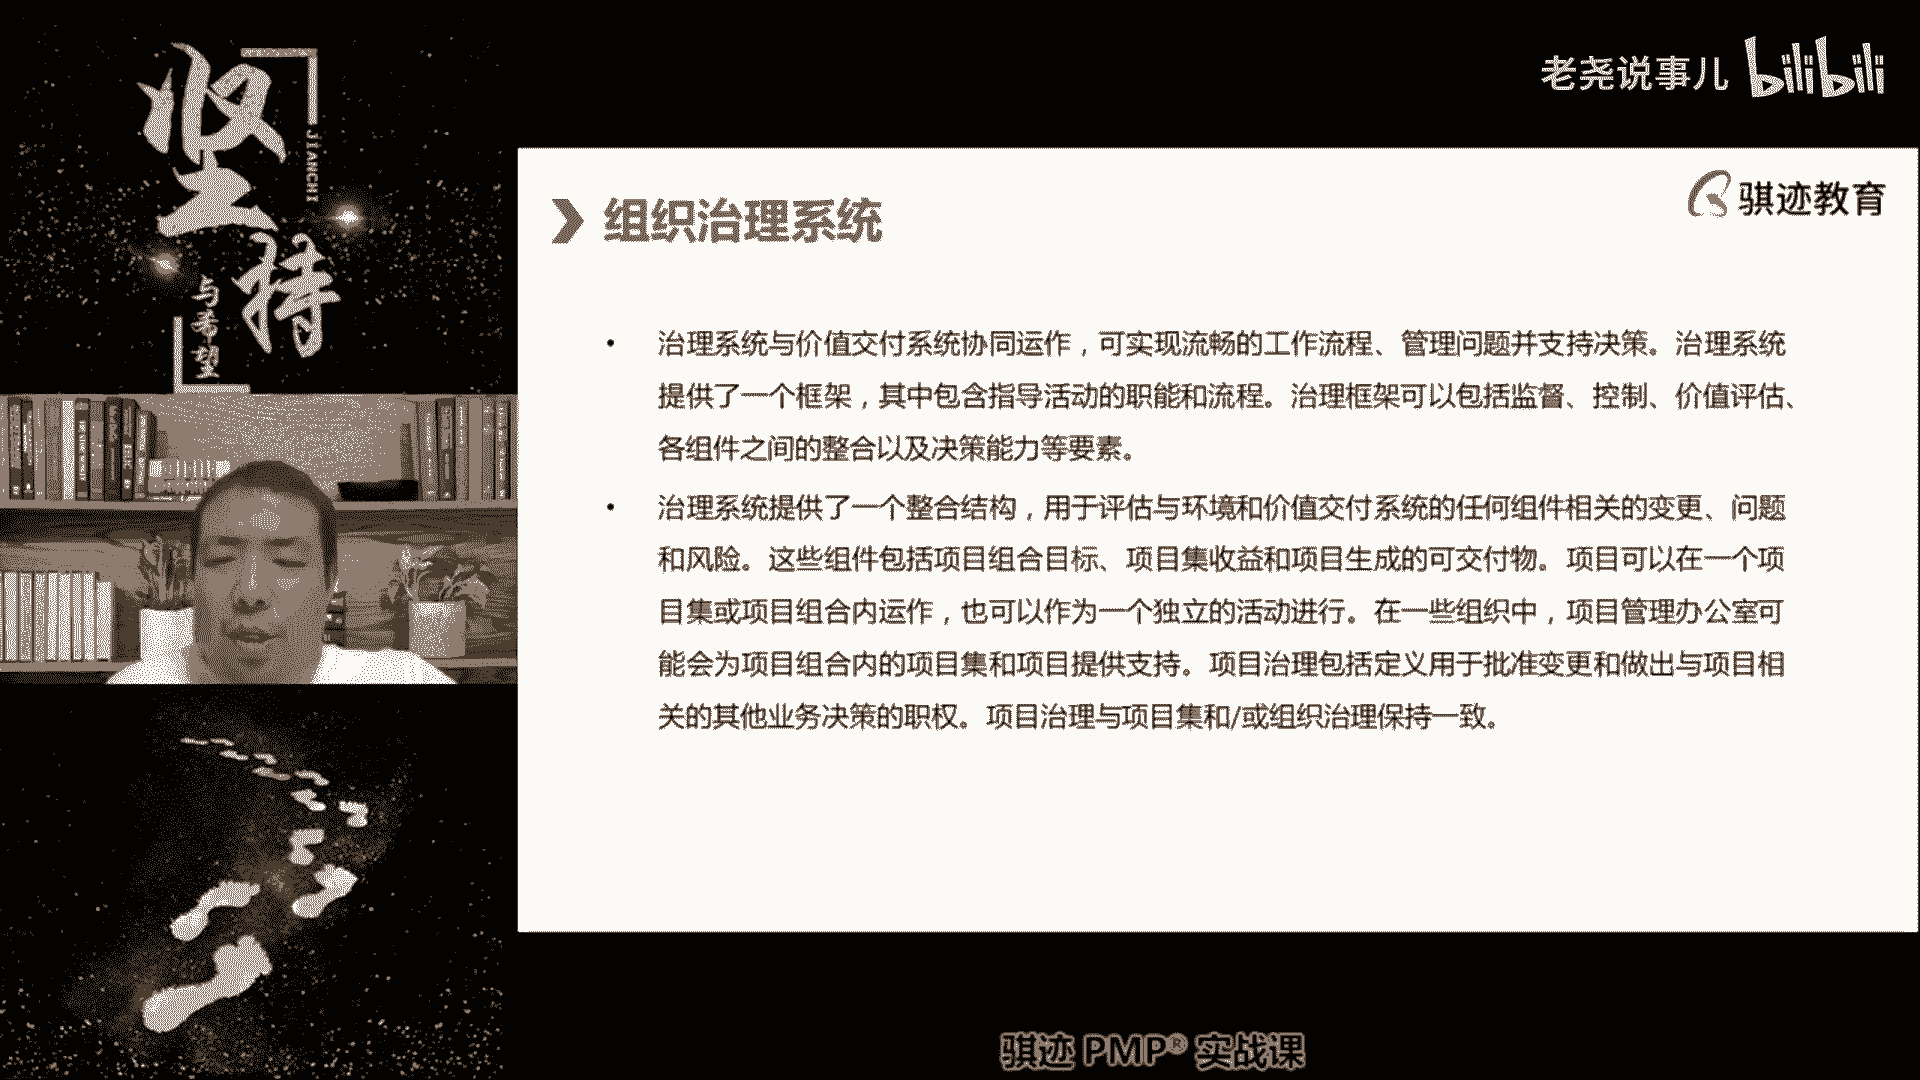 坚持
JIANCHI
与希望
老尧说事儿 bilibili
骐迹教育
组织治理系统
• 治理系统与价值交付系统协同运作，可实现流畅的工作流程、管理问题并支持决策。治理系统
提供了一个框架，其中包含指导活动的职能和流程。治理框架可以包括监督、控制、价值评估、
各组件之间的整合以及决策能力等要素。
• 治理系统提供了一个整合结构，用于评估与环境和价值交付系统的任何组件相关的变更、问题
和风险。这些组件包括项目组合目标、项目集收益和项目生成的可交付物。项目可以在一个项
目集或项目组合内运作，也可以作为一个独立的活动进行。在一些组织中，项目管理办公室可
能会为项目组合内的项目集和项目提供支持。项目治理包括定义用于批准变更和做出与项目相
关的其他业务决策的职权。项目治理与项目集和/或组织治理保持一致。
骐迹 PMP® 实战课